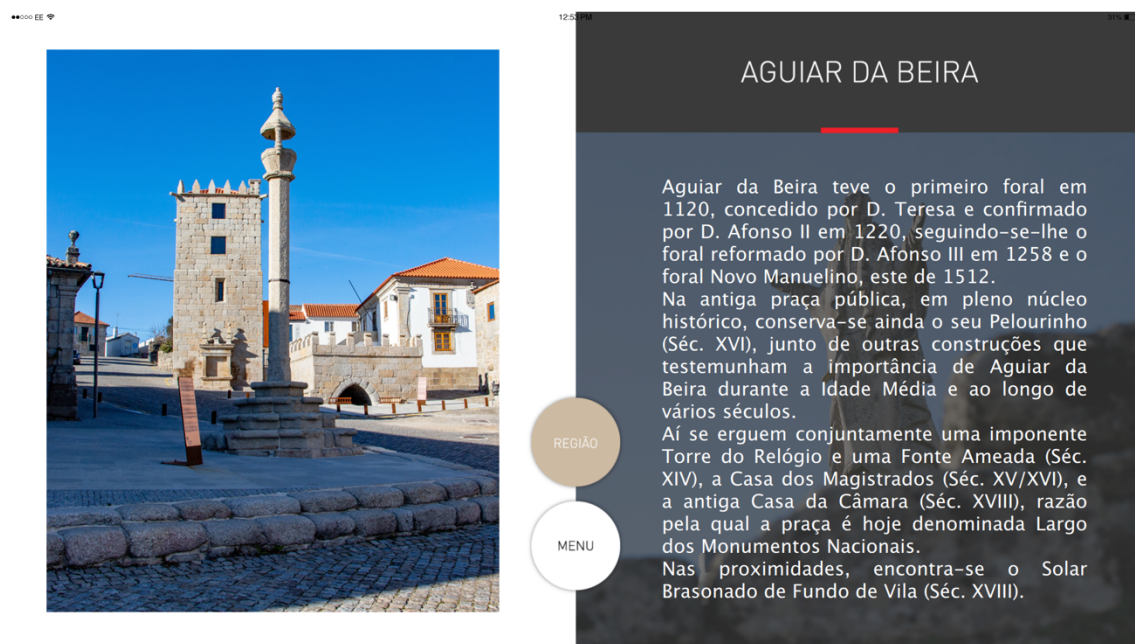 EE
12:53 PM
31%
AGUIAR DA BEIRA
Aguiar da Beira teve o primeiro foral em
1120, concedido por D. Teresa e confirmado
por D. Afonso II em 1220, seguindo-se-lhe o
foral reformado por D. Afonso III em 1258 e o
foral Novo Manuelino, este de 1512.
Na antiga praça pública, em pleno núcleo
histórico, conserva-se ainda o seu Pelourinho
(Séc. XVI), junto de outras construções que
testemunham a importância de Aguiar da
Beira durante a Idade Média e ao longo de
vários séculos.
Aí se erguem conjuntamente uma imponente
Torre do Relógio e uma Fonte Ameada (Séc.
XIV), a Casa dos Magistrados (Séc. XV/XVI), e
a antiga Casa da Câmara (Séc. XVIII), razão
pela qual a praça é hoje denominada Largo
dos Monumentos Nacionais.
Nas proximidades, encontra-se o Solar
Brasonado de Fundo de Vila (Séc. XVIII).
REGIÃO
MENU